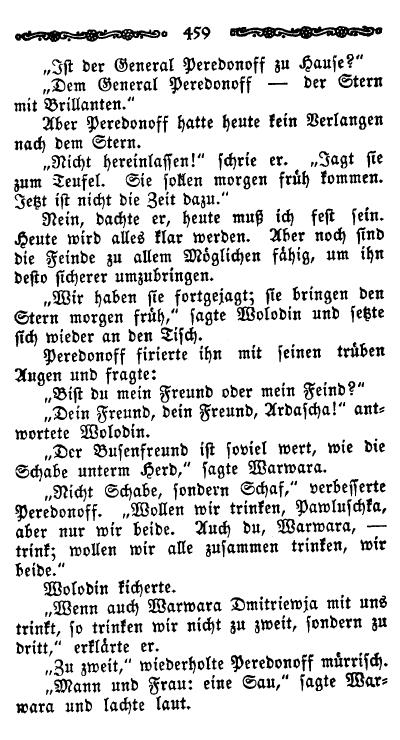 459
„Ist der General Peredonoff zu Hause?“
„Dem General Peredonoff — der Stern
mit Brillanten.“
Aber Peredonoff hatte heute kein Verlangen
nach dem Stern.
„Nicht hereinlassen!“ schrie er. „Jagt sie
zum Teufel. Sie sollen morgen früh kommen.
Jetzt ist nicht die Zeit dazu.“
Nein, dachte er, heute muß ich fest sein.
Heute wird alles klar werden. Aber noch sind
die Feinde zu allem Möglichen fähig, um ihn
desto sicherer umzubringen.
„Wir haben sie fortgejagt; sie bringen den
Stern morgen früh,“ sagte Wolodin und setzte
sich wieder an den Tisch.
Peredonoff fixierte ihn mit seinen trüben
Augen und fragte:
„Bist du mein Freund oder mein Feind?“
„Dein Freund, dein Freund, Ardascha!“ ant-
wortete Wolodin.
„Der Busenfreund ist soviel wert, wie die
Schabe unterm Herd,“ sagte Warwara.
„Nicht Schabe, sondern Schaf,“ verbesserte
Peredonoff. „Wollen wir trinken, Pawluschka,
aber nur wir beide. Auch du, Warwara, —
trink; wollen wir alle zusammen trinken, wir
beide.“
Wolodin kicherte.
„Wenn auch Warwara Dmitriewja mit uns
trinkt, so trinken wir nicht zu zweit, sondern zu
dritt,“ erklärte er.
„Zu zweit,“ wiederholte Peredonoff mürrisch.
„Mann und Frau: eine Sau,“ sagte War-
wara und lachte laut.